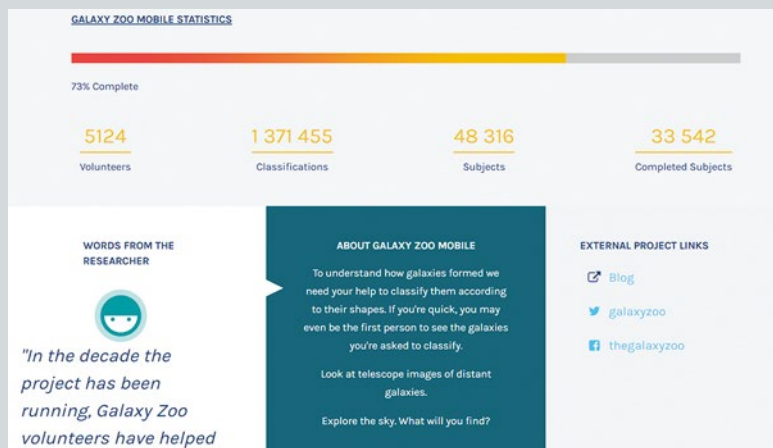 GALAXY ZOO MOBILE STATISTICS
73% Complete
5124
Volunteers
1 371 455
Classifications
48 316
Subjects
33 542
Completed Subjects
WORDS FROM THE
RESEARCHER
"In the decade the
project has been
running, Galaxy Zoo
volunteers have helped
ABOUT GALAXY ZOO MOBILE
To understand how galaxies formed we
need your help to classify them according
to their shapes. If you're quick, you may
even be the first person to see the galaxies
you're asked to classify.
Look at telescope images of distant
galaxies.
Explore the sky. What will you find?
EXTERNAL PROJECT LINKS
Blog
galaxyzoo
thegalaxyzoo